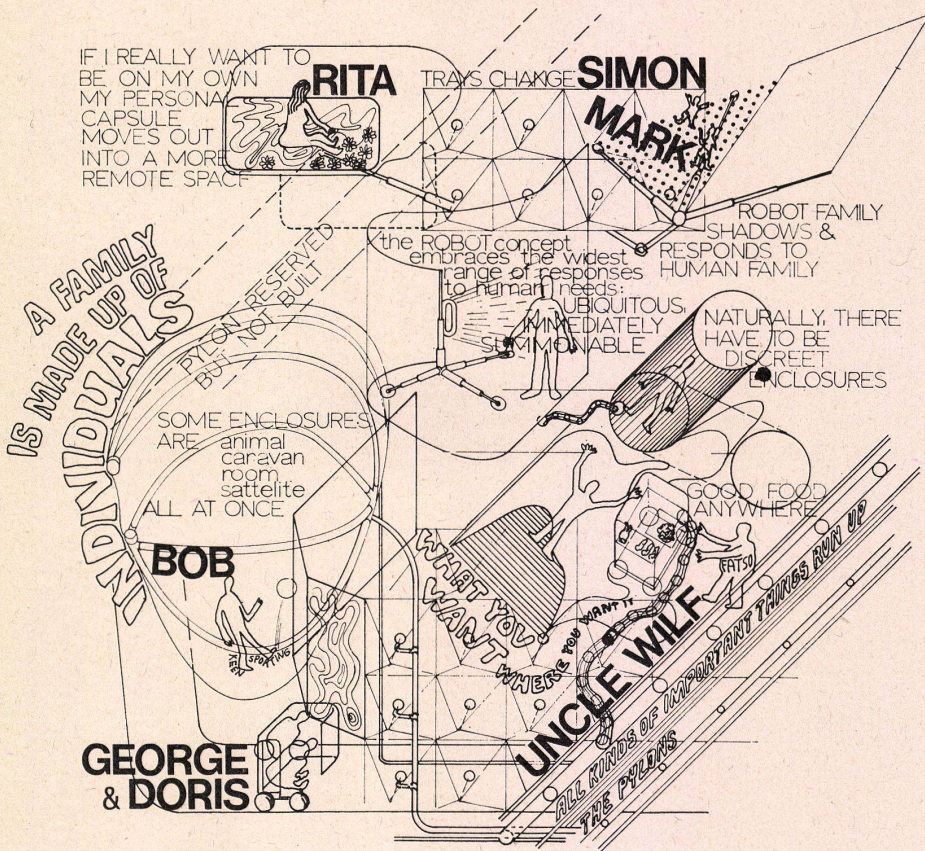 IF I REALLY WANT TO
BE ON MY OWN
MY PERSONAL
CAPSULE
MOVES OUT
INTO A MORE
REMOTE SPACE
RITA
TRAYS CHANGE
SIMON
MARK
ROBOT FAMILY
SHADOWS &
RESPONDS TO
HUMAN FAMILY
the ROBOT concept
embraces the widest
range of responses
to human needs:
UBIQUITOUS,
IMMEDIATELY
SUMMONABLE
A FAMILY
IS MADE UP OF
INDIVIDUALS
PYLON RESERVED
BUT NOT BUILT
NATURALLY, THERE
HAVE TO BE
DISCREET
ENCLOSURES
SOME ENCLOSURES
ARE animal
caravan
room
sattelite
ALL AT ONCE
GOOD FOOD
ANYWHERE
FATSO
BOB
KEEN SPORTING
WHAT YOU
WANT
WHERE YOU WANT IT
UNCLE WILF
ALL KINDS OF IMPORTANT THINGS RUN UP
THE PYLONS
GEORGE
& DORIS